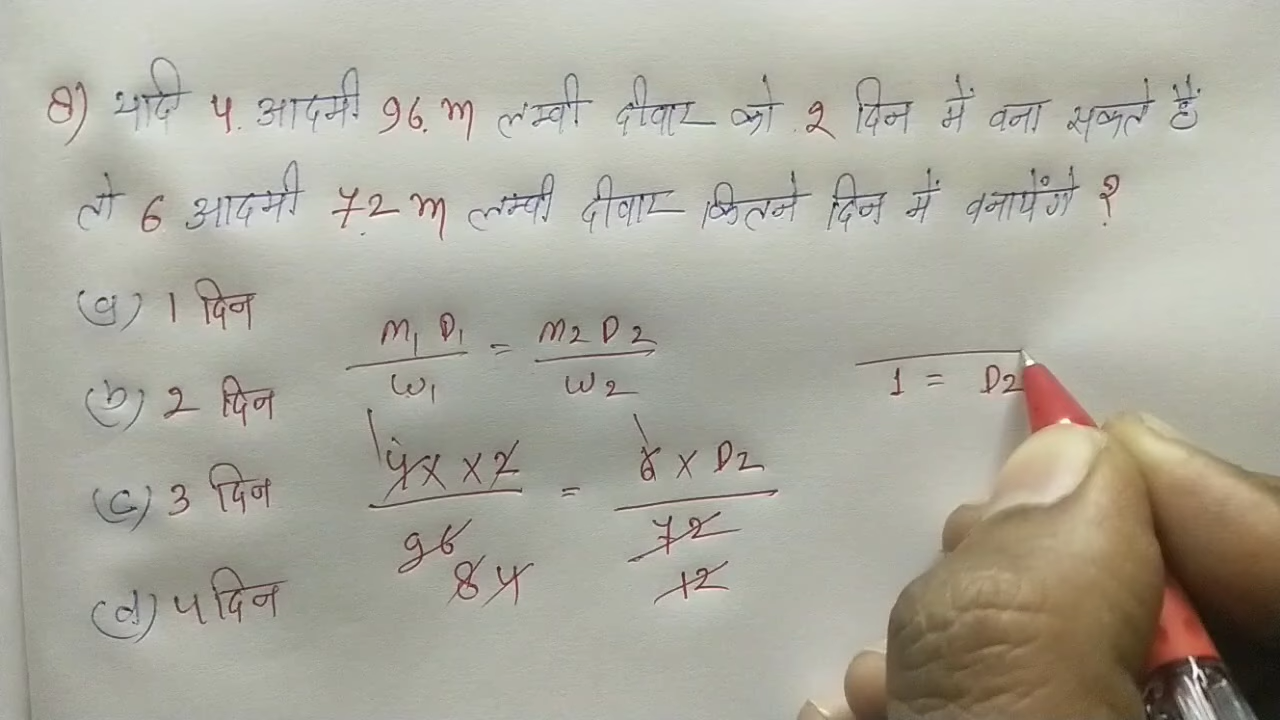 8) यदि 4. आदमी 96.m लम्बी दीवार को 2 दिन में बना सकते हैं
तो 6 आदमी 72 m लम्बी दीवार कितने दिन में बनायेंगे ?
(a) 1 दिन
(b) 2 दिन
(c) 3 दिन
(d) 4 दिन
M1 D1 / W1 = M2 D2 / W2
4 x x 2 / 96 = 6 x D2 / 72
8 4 12
1 = D2